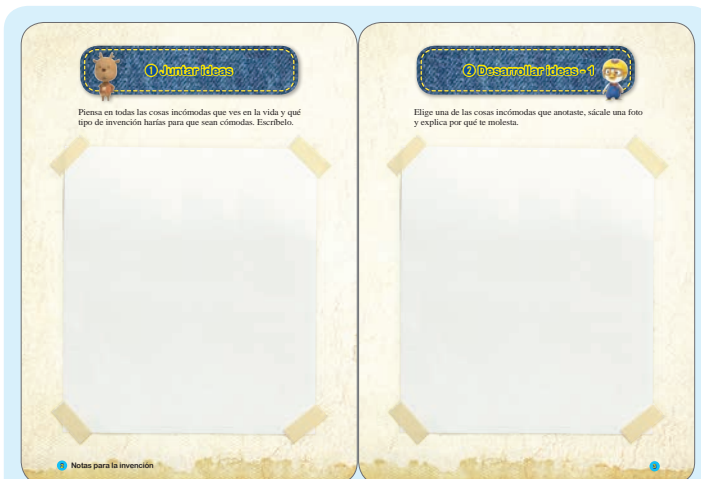 ① Juntar ideas
Piensa en todas las cosas incómodas que ves en la vida y qué
tipo de invención harías para que sean cómodas. Escríbelo.
8 Notas para la invención
② Desarrollar ideas - 1
Elige una de las cosas incómodas que anotaste, sácale una foto
y explica por qué te molesta.
9